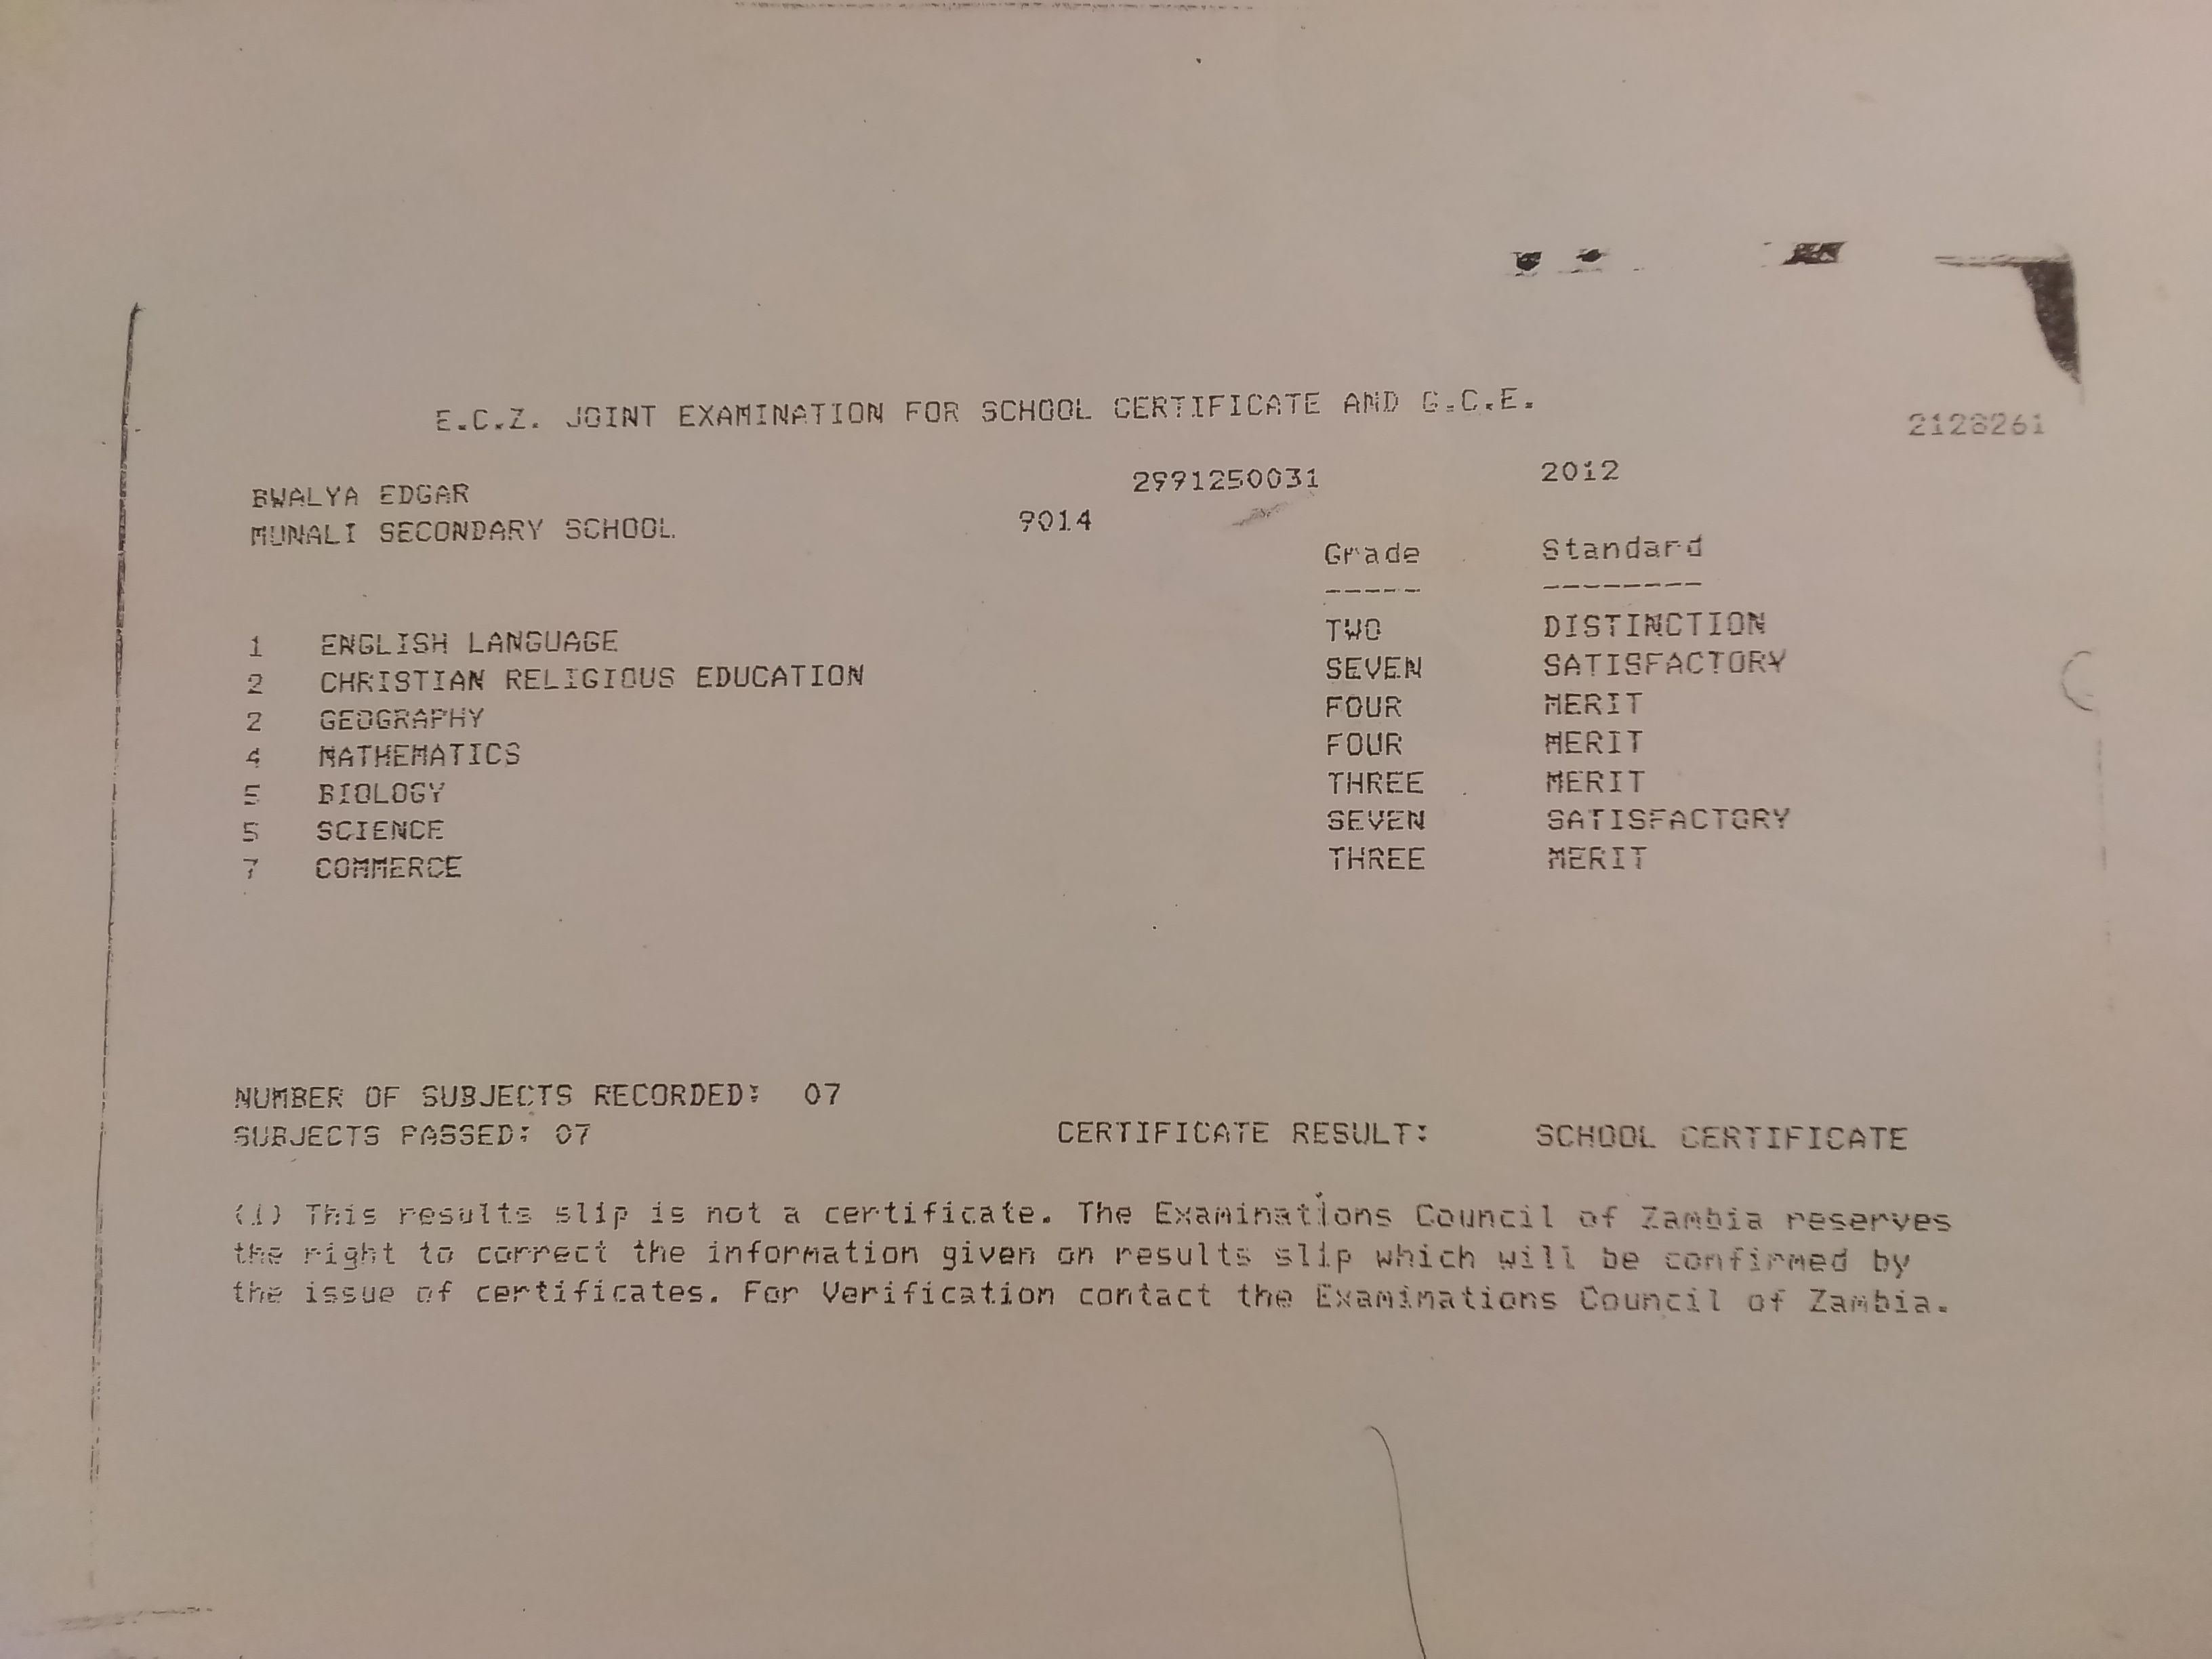 E.C.Z. JOINT EXAMINATION FOR SCHOOL CERTIFICATE AND G.C.E.
2128261
BWALYA EDGAR 2991250031 2012
MUNALI SECONDARY SCHOOL 9014
Grade Standard
----- --------
1 ENGLISH LANGUAGE TWO DISTINCTION
2 CHRISTIAN RELIGIOUS EDUCATION SEVEN SATISFACTORY
2 GEOGRAPHY FOUR MERIT
4 MATHEMATICS FOUR MERIT
5 BIOLOGY THREE MERIT
5 SCIENCE SEVEN SATISFACTORY
7 COMMERCE THREE MERIT
NUMBER OF SUBJECTS RECORDED: 07
SUBJECTS PASSED: 07 CERTIFICATE RESULT: SCHOOL CERTIFICATE
(1) This results slip is not a certificate. The Examinations Council of Zambia reserves
the right to correct the information given on results slip which will be confirmed by
the issue of certificates. For Verification contact the Examinations Council of Zambia.